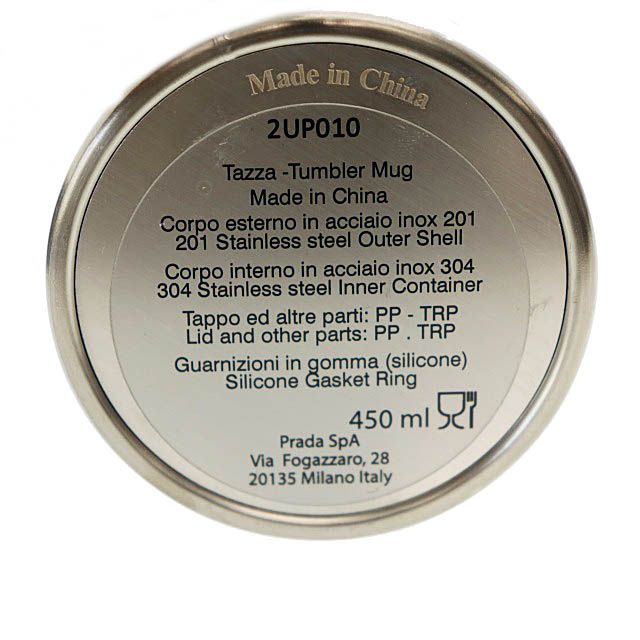 Made in China
2UP010
Tazza -Tumbler Mug
Made in China
Corpo esterno in acciaio inox 201
201 Stainless steel Outer Shell
Corpo interno in acciaio inox 304
304 Stainless steel Inner Container
Tappo ed altre parti: PP - TRP
Lid and other parts: PP . TRP
Guarnizioni in gomma (silicone)
Silicone Gasket Ring
450 ml
Prada SpA
Via Fogazzaro, 28
20135 Milano Italy